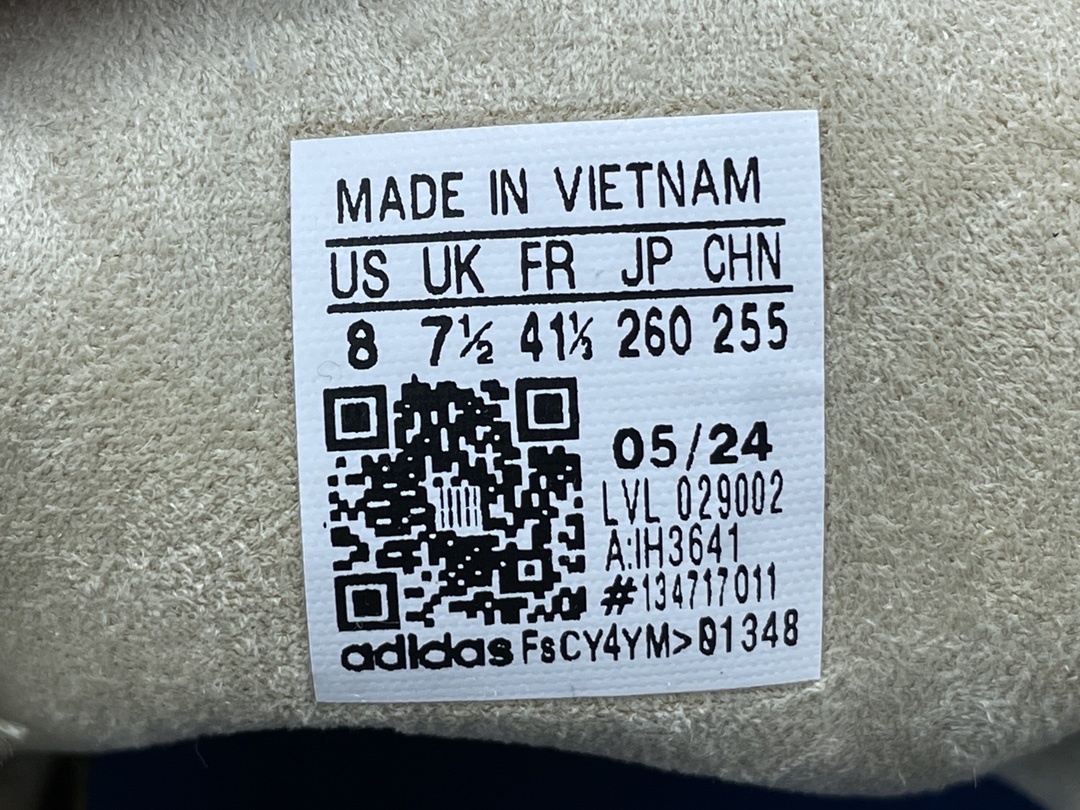 MADE IN VIETNAM
US UK FR JP CHN
8 7½ 41⅓ 260 255
05/24
LVL 029002
A:IH3641
#134717011
adidas FsCY4YM>01348